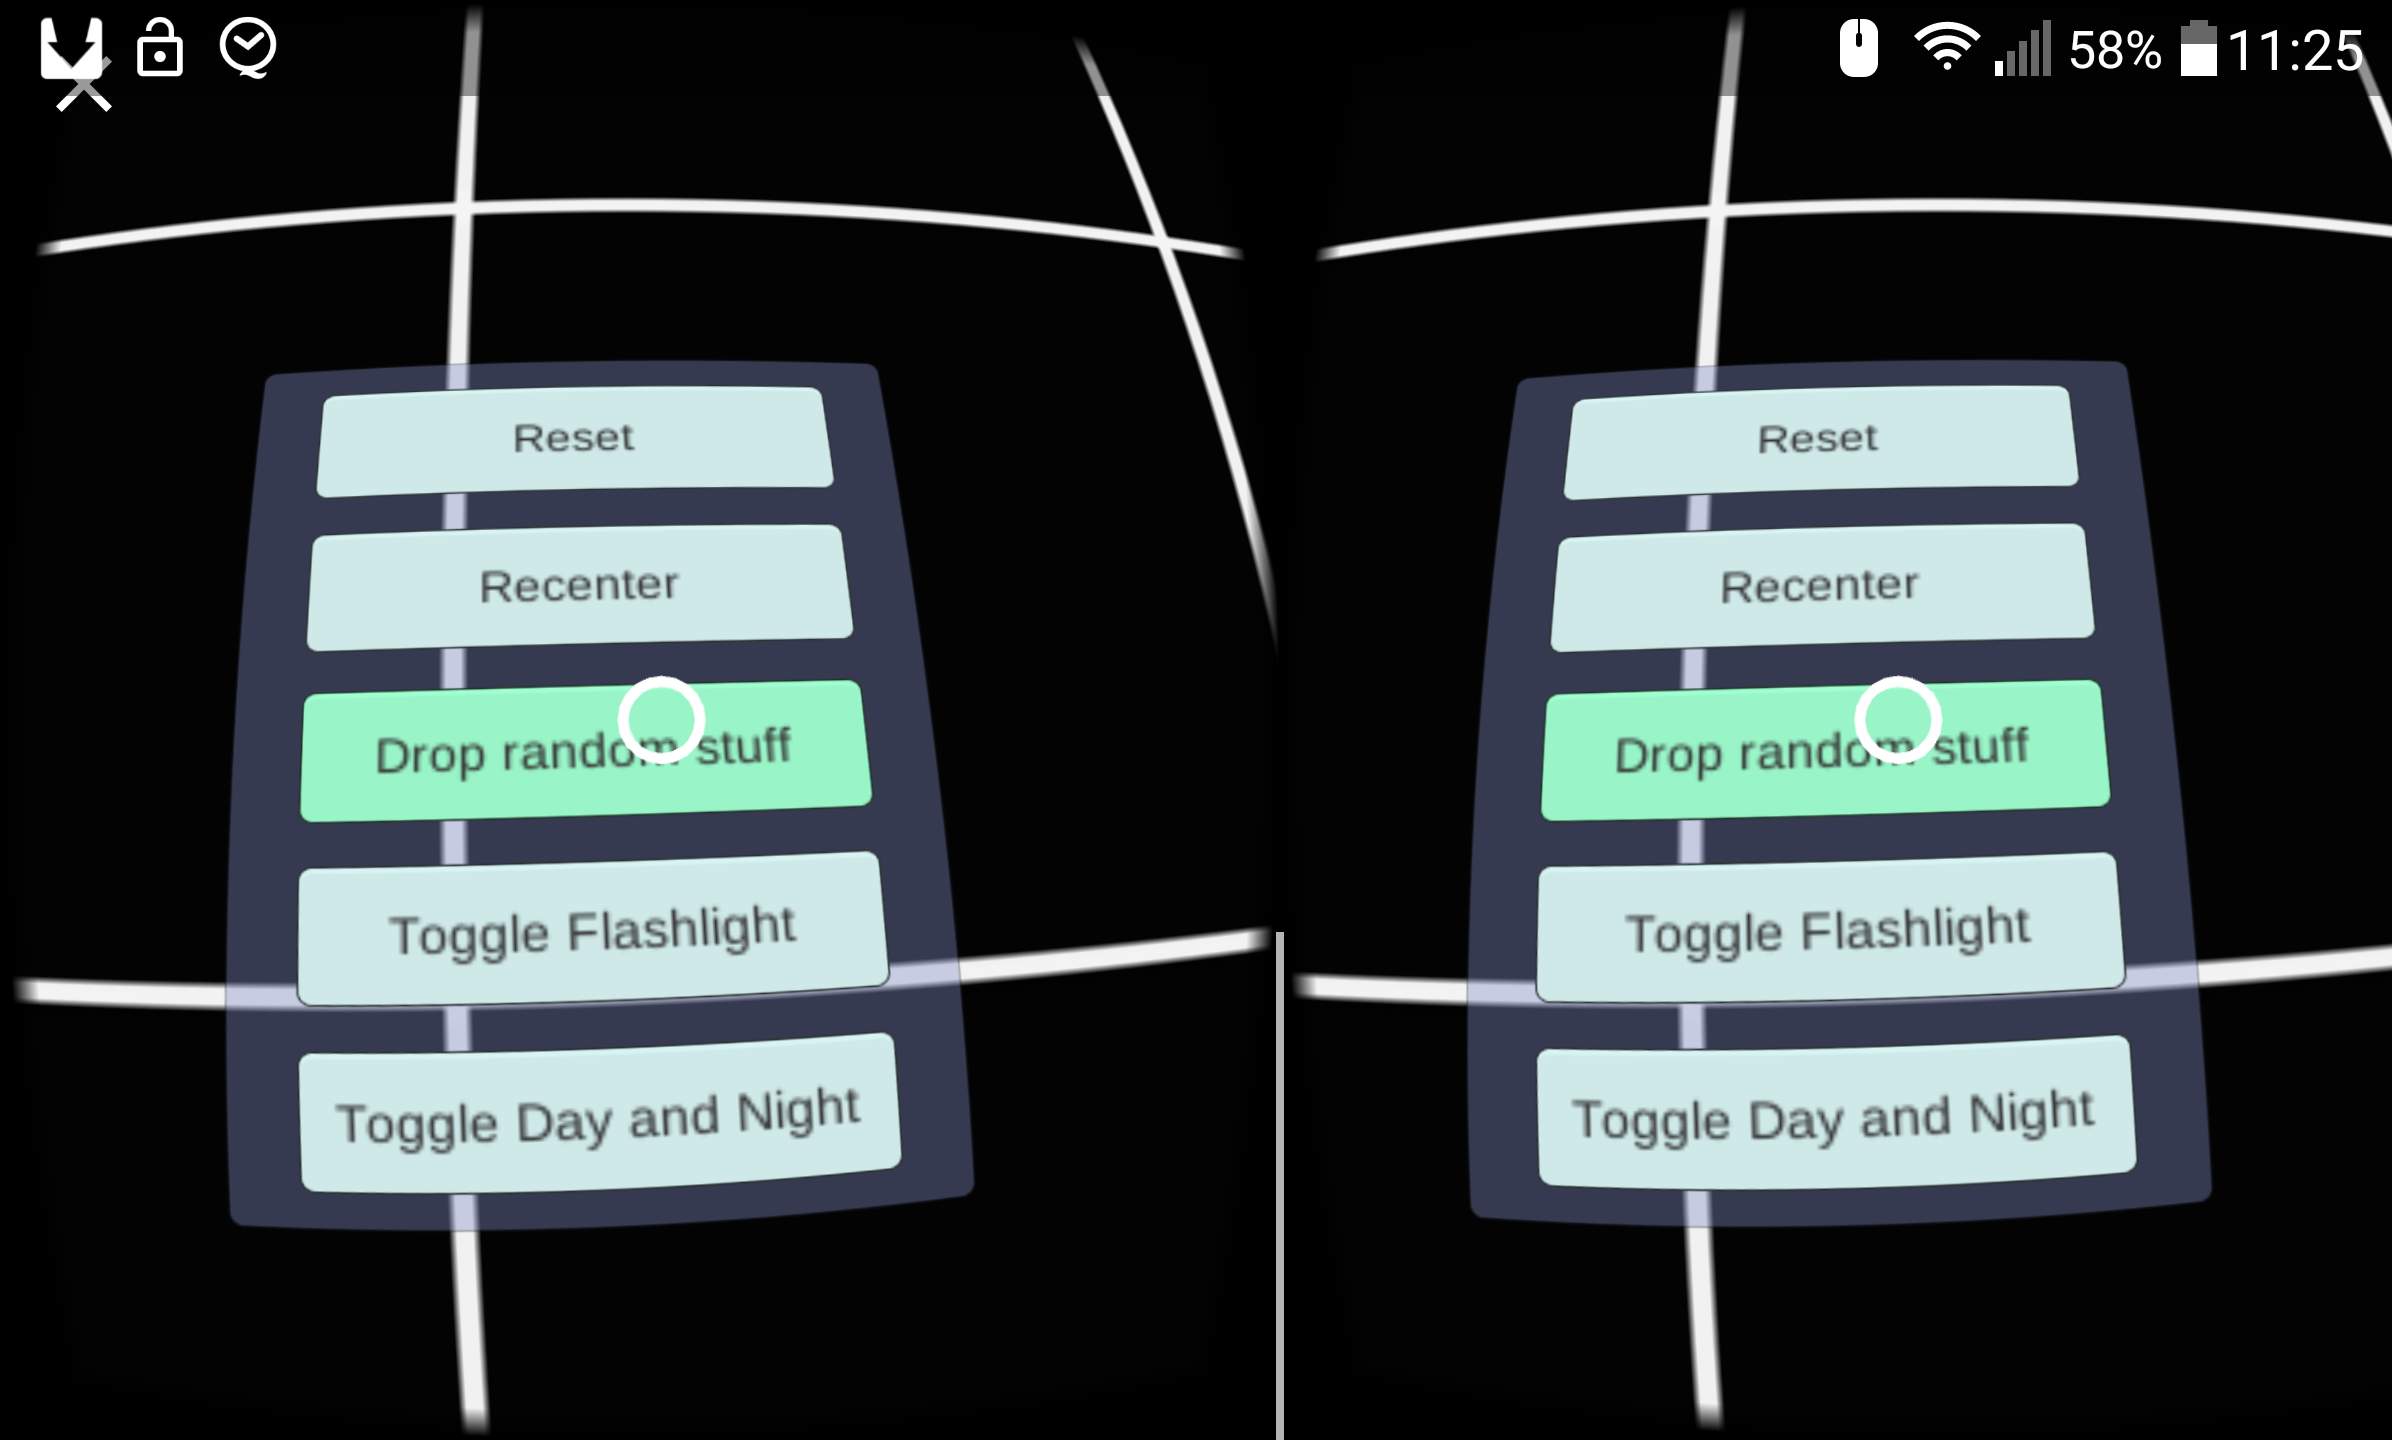 58% 11:25
Reset
Recenter
Drop random stuff
Toggle Flashlight
Toggle Day and Night
Reset
Recenter
Drop random stuff
Toggle Flashlight
Toggle Day and Night